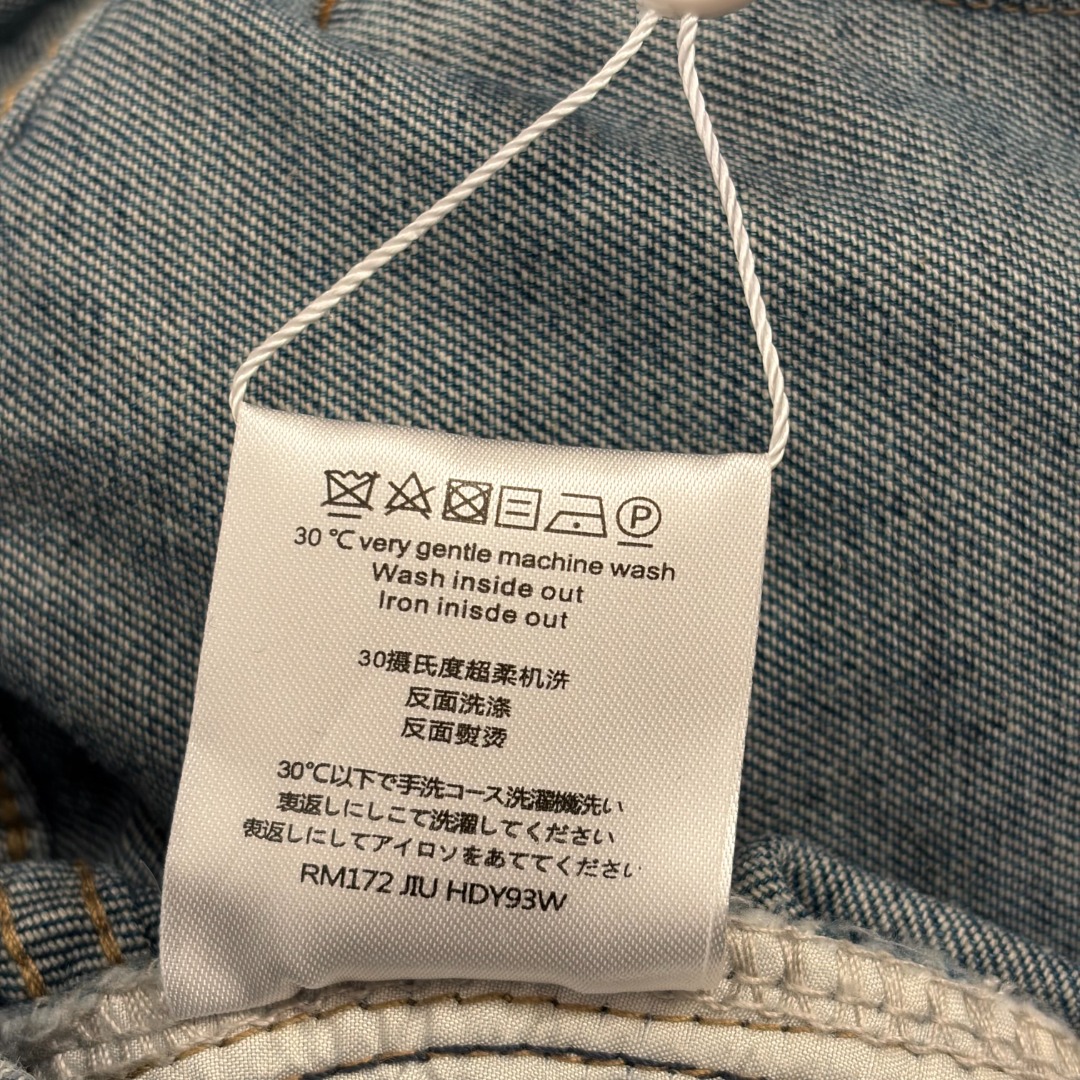 P
30 ℃ very gentle machine wash
Wash inside out
Iron inisde out
30摄氏度超柔机洗
反面洗涤
反面熨烫
30℃以下で手洗コース洗濯機洗い
裏返しにしこて洗濯してください
裏返しにしてアイロソをあててください
RM172 JIU HDY93W